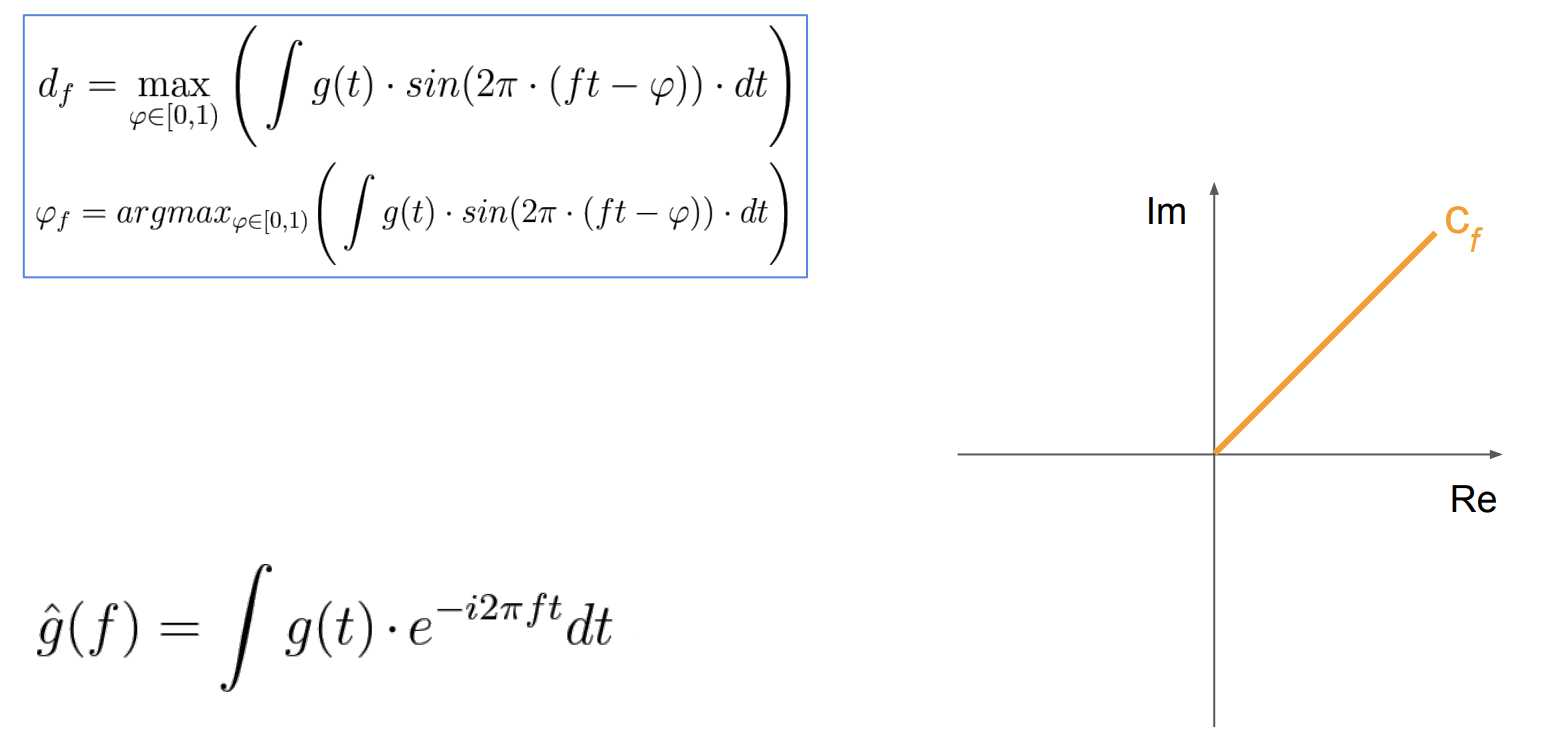 d_f = max_{φ∈[0,1)} ( ∫ g(t) · sin(2π · (ft − φ)) · dt )
φ_f = argmax_{φ∈[0,1)} ( ∫ g(t) · sin(2π · (ft − φ)) · dt )
Im
c_f
Re
ĝ(f) = ∫ g(t) · e^{−i2πft} dt